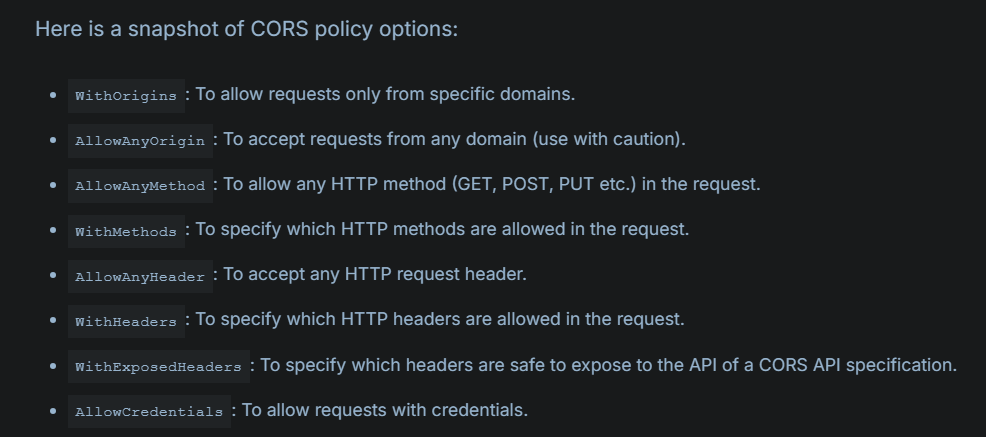 Here is a snapshot of CORS policy options:
• WithOrigins : To allow requests only from specific domains.
• AllowAnyOrigin : To accept requests from any domain (use with caution).
• AllowAnyMethod : To allow any HTTP method (GET, POST, PUT etc.) in the request.
• WithMethods : To specify which HTTP methods are allowed in the request.
• AllowAnyHeader : To accept any HTTP request header.
• WithHeaders : To specify which HTTP headers are allowed in the request.
• WithExposedHeaders : To specify which headers are safe to expose to the API of a CORS API specification.
• AllowCredentials : To allow requests with credentials.